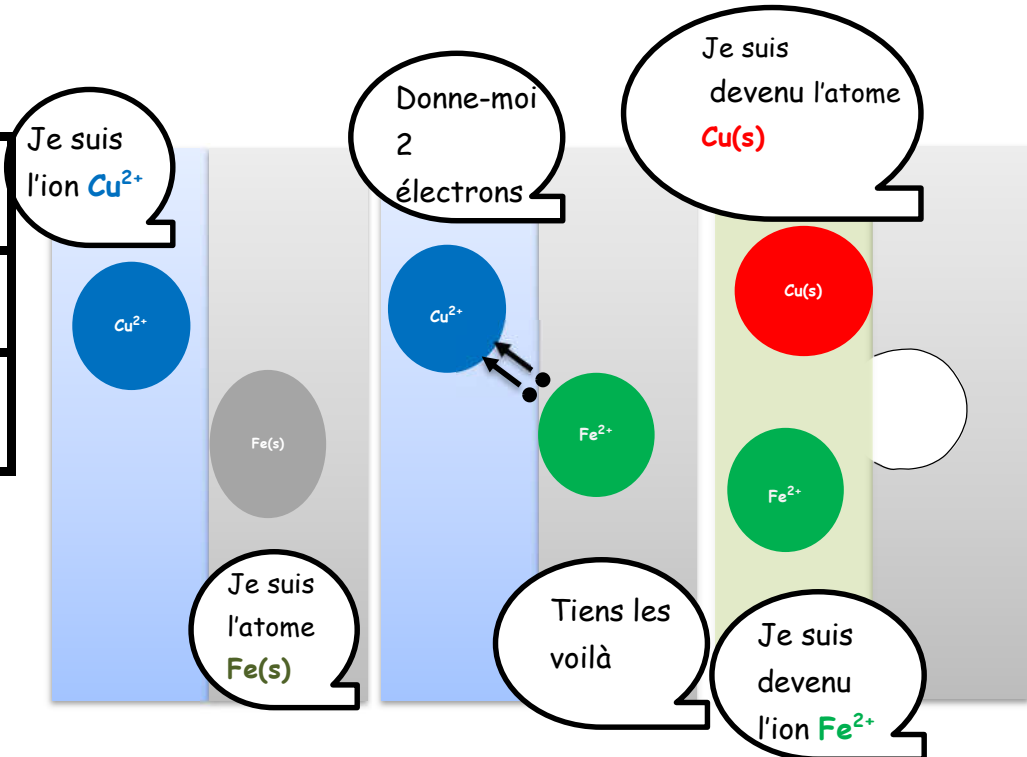 Je suis
l'ion Cu²⁺
Cu²⁺
Fe(s)
Je suis
l'atome
Fe(s)
Donne-moi
2
électrons
Cu²⁺
Fe²⁺
Tiens les
voilà
Je suis
devenu l'atome
Cu(s)
Cu(s)
Fe²⁺
Je suis
devenu
l'ion Fe²⁺